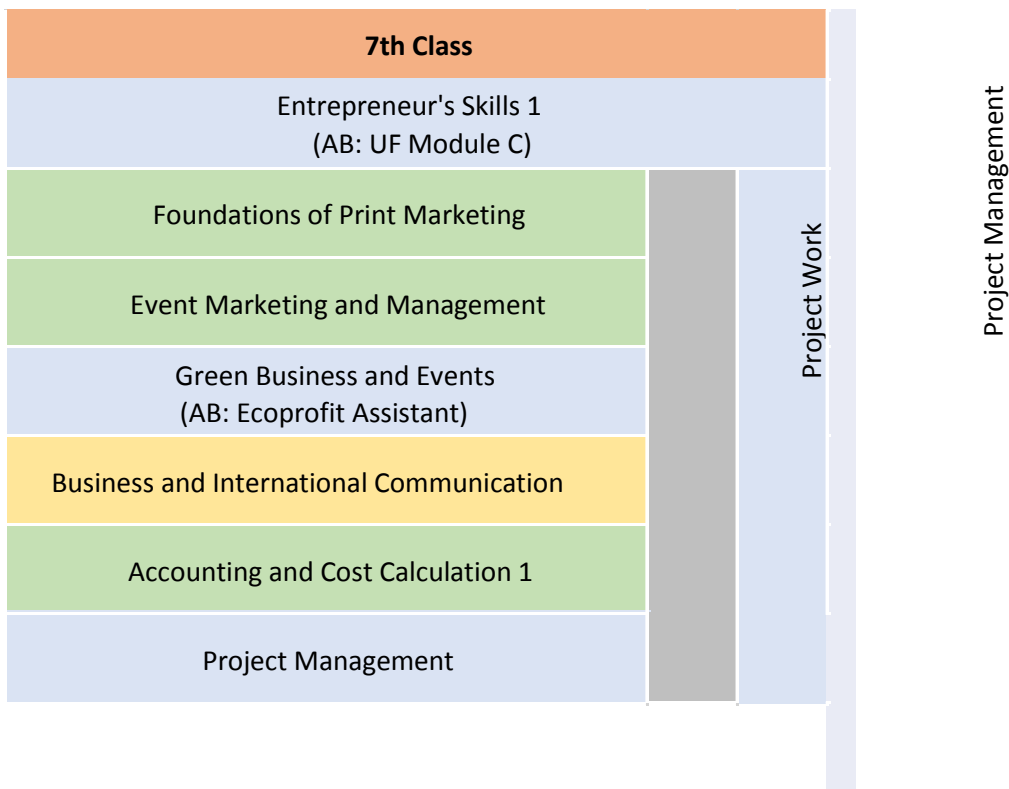 7th Class
Entrepreneur's Skills 1
(AB: UF Module C)
Foundations of Print Marketing
Event Marketing and Management
Green Business and Events
(AB: Ecoprofit Assistant)
Business and International Communication
Accounting and Cost Calculation 1
Project Management
Project Work
Project Management